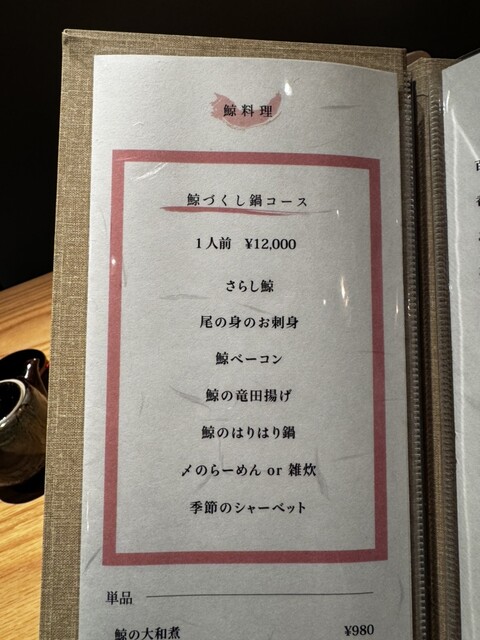 鯨料理
鯨づくし鍋コース
1人前 ¥12,000
さらし鯨
尾の身のお刺身
鯨ベーコン
鯨の竜田揚げ
鯨のはりはり鍋
〆のらーめん or 雑炊
季節のシャーベット
単品
鯨の大和煮 ¥980